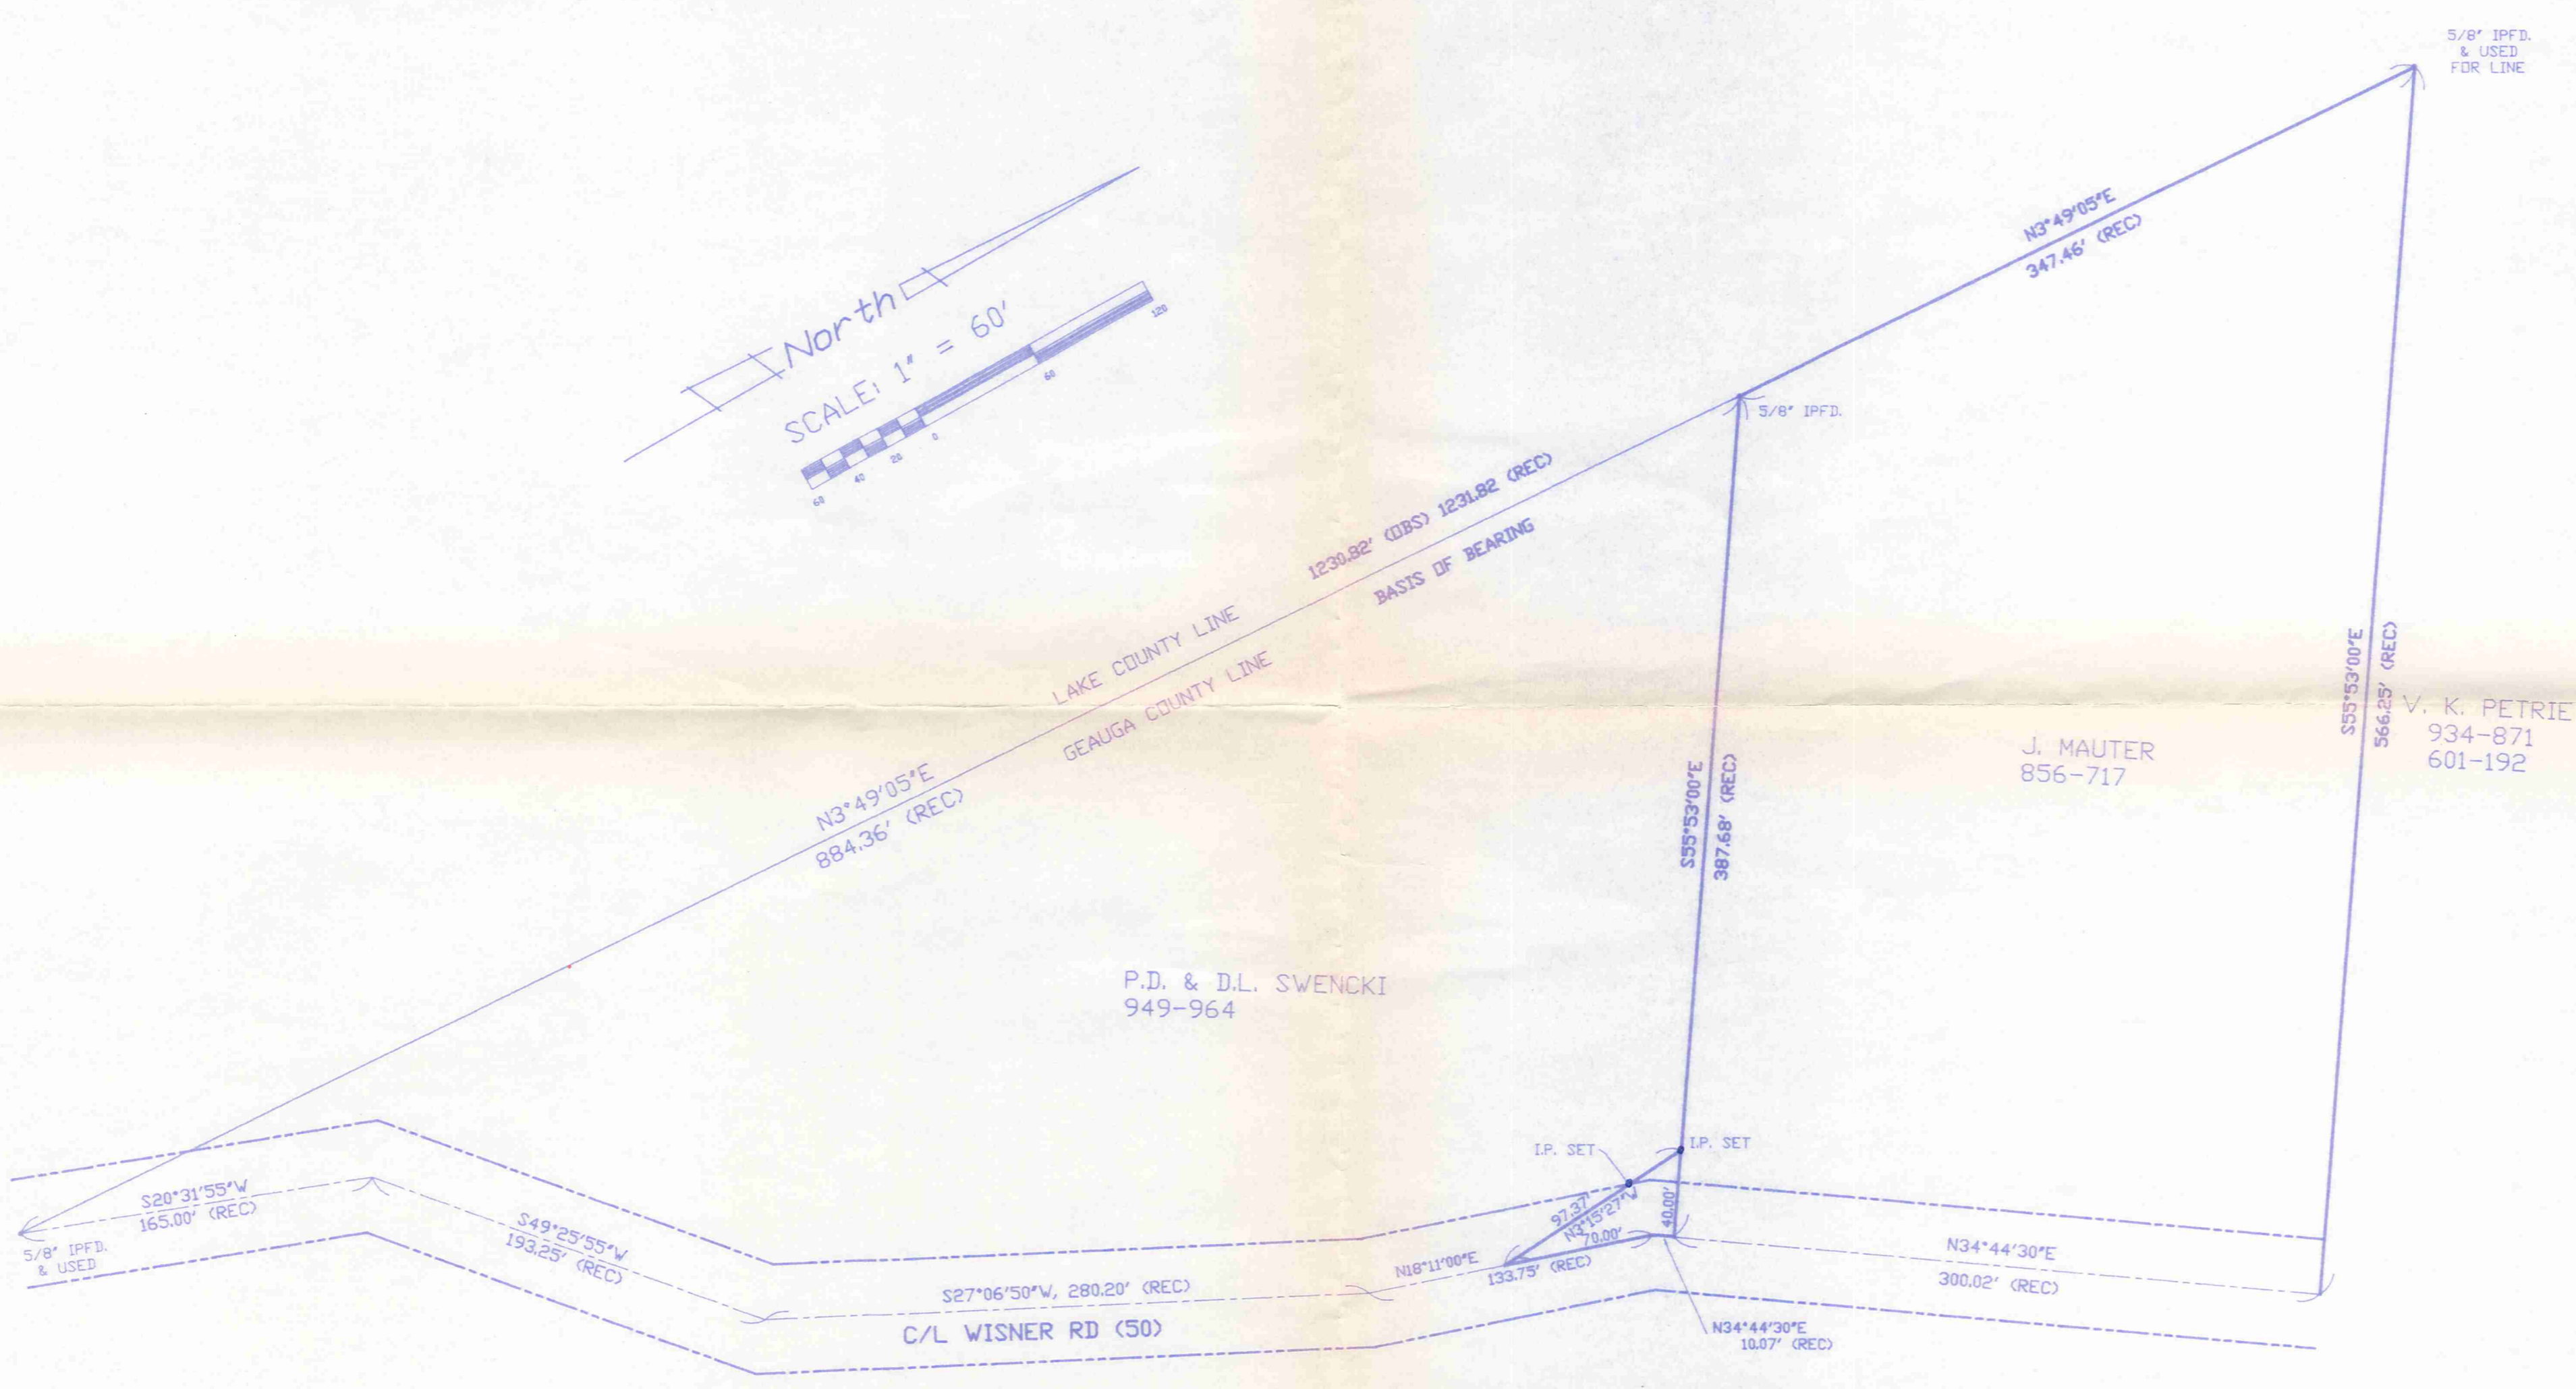 5/8" IPFD.
& USED
FOR LINE
North
SCALE: 1" = 60'
60
40
20
0
60
120
N3°49'05"E
347.46' (REC)
5/8" IPFD.
1230.82' (OBS) 1231.82 (REC)
BASIS OF BEARING
LAKE COUNTY LINE
GEAUGA COUNTY LINE
N3°49'05"E
884.36' (REC)
S55°53'00"E
387.68' (REC)
J. MAUTER
856-717
S55°53'00"E
566.25' (REC)
V. K. PETRIE
934-871
601-192
P.D. & D.L. SWENCKI
949-964
I.P. SET
I.P. SET
97.37'
N3°15'27"W
40.00'
70.00'
S20°31'55"W
165.00' (REC)
5/8" IPFD.
& USED
S49°25'55"W
193.25' (REC)
S27°06'50"W, 280.20' (REC)
C/L WISNER RD (50)
N18°11'00"E
133.75' (REC)
N34°44'30"E
300.02' (REC)
N34°44'30"E
10.07' (REC)